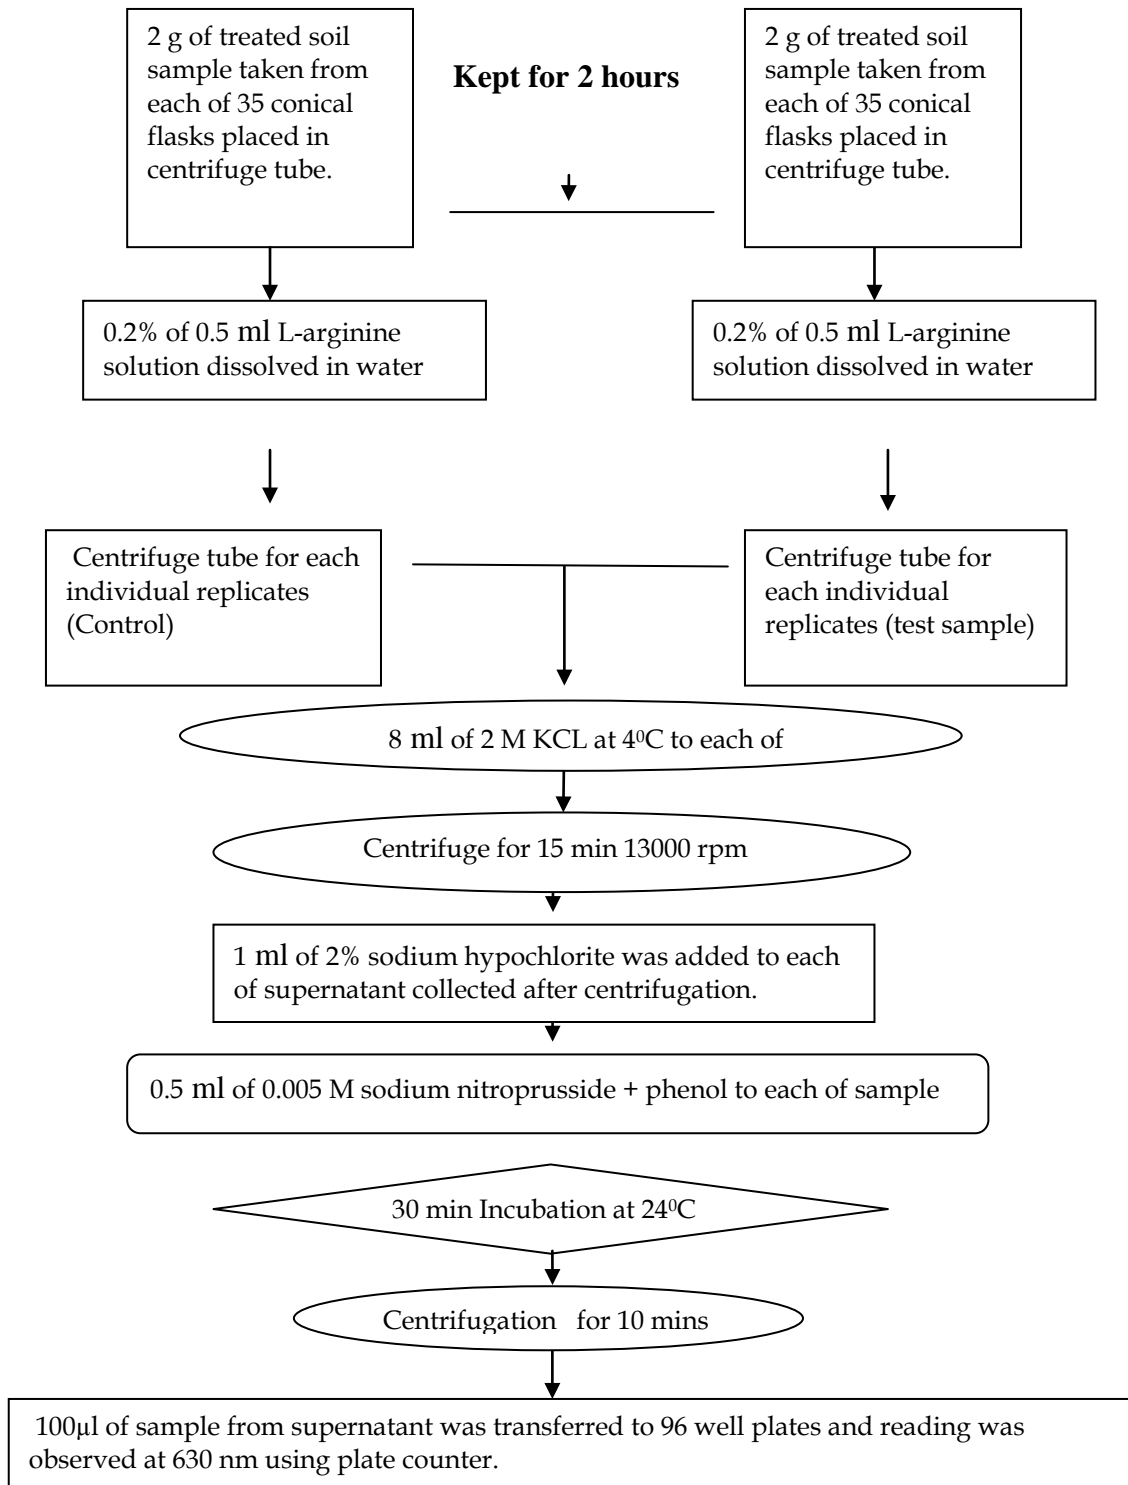 2 g of treated soil
sample taken from
each of 35 conical
flasks placed in
centrifuge tube.
Kept for 2 hours
2 g of treated soil
sample taken from
each of 35 conical
flasks placed in
centrifuge tube.
0.2% of 0.5 ml L-arginine
solution dissolved in water
0.2% of 0.5 ml L-arginine
solution dissolved in water
Centrifuge tube for each
individual replicates
(Control)
Centrifuge tube for
each individual
replicates (test sample)
8 ml of 2 M KCL at 4⁰C to each of
Centrifuge for 15 min 13000 rpm
1 ml of 2% sodium hypochlorite was added to each
of supernatant collected after centrifugation.
0.5 ml of 0.005 M sodium nitroprusside + phenol to each of sample
30 min Incubation at 24⁰C
Centrifugation for 10 mins
100µl of sample from supernatant was transferred to 96 well plates and reading was
observed at 630 nm using plate counter.